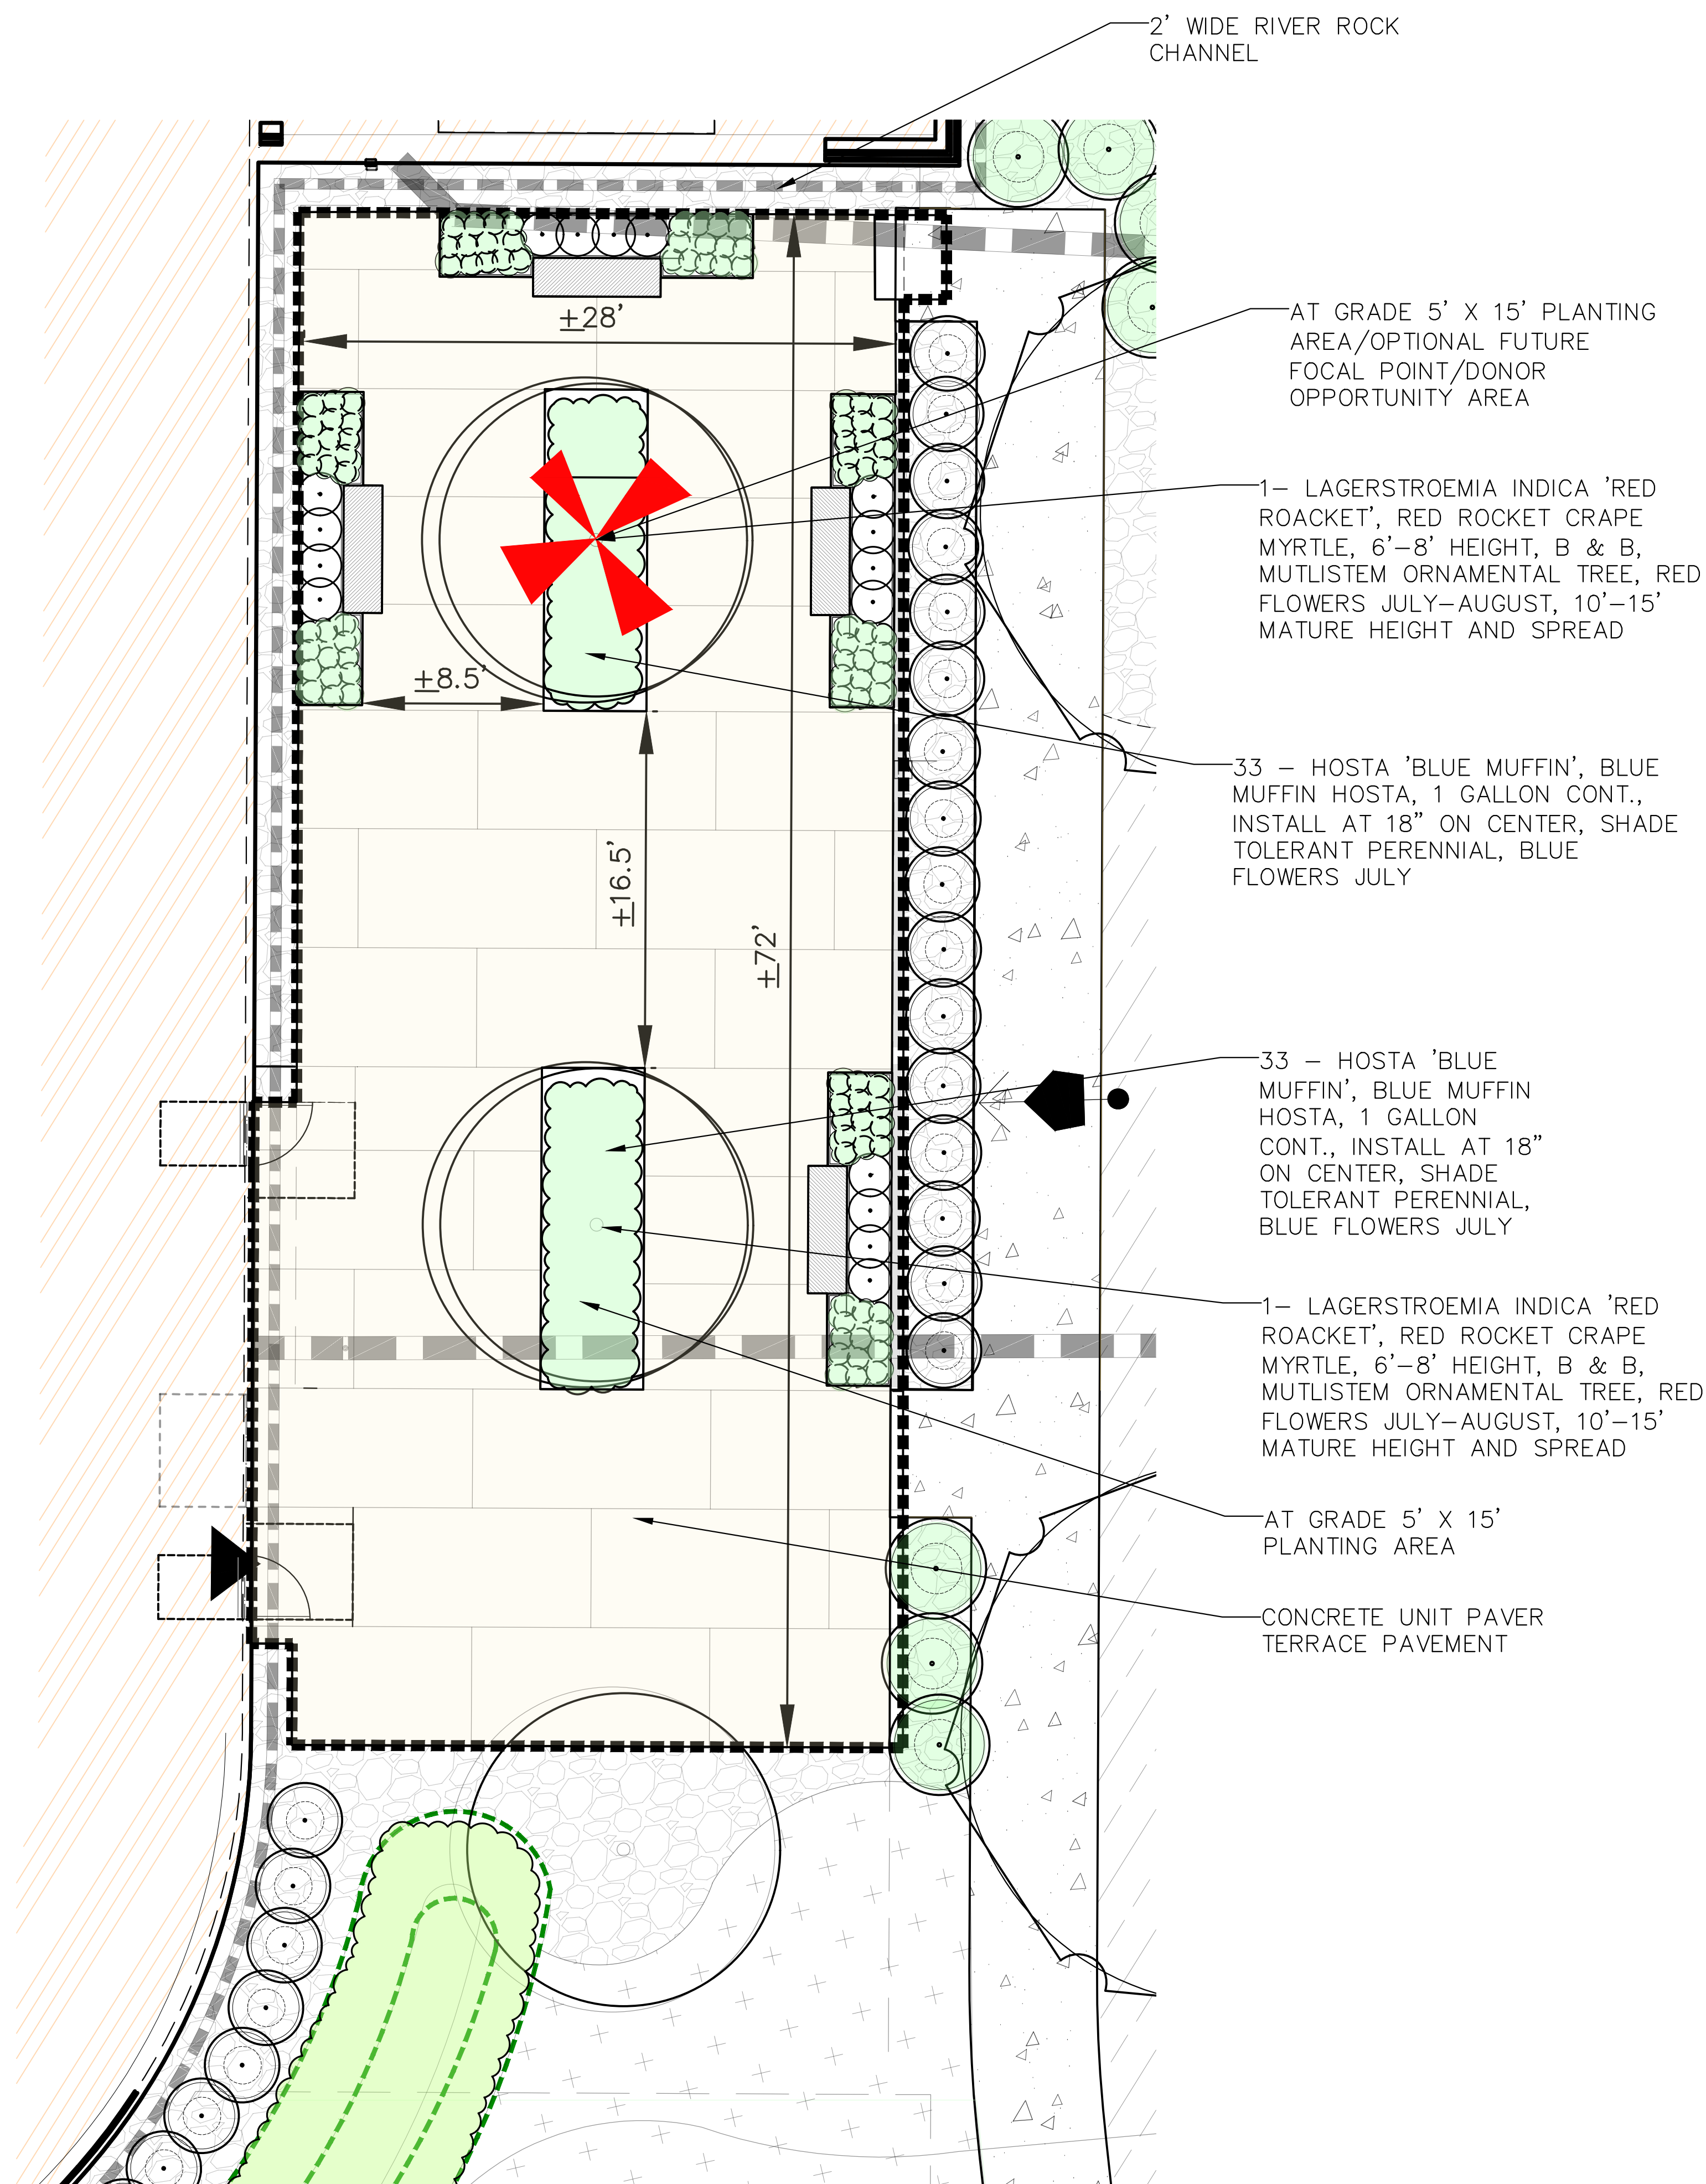 2' WIDE RIVER ROCK
CHANNEL
±28'
AT GRADE 5' X 15' PLANTING
AREA/OPTIONAL FUTURE
FOCAL POINT/DONOR
OPPORTUNITY AREA
1– LAGERSTROEMIA INDICA 'RED
ROACKET', RED ROCKET CRAPE
MYRTLE, 6'–8' HEIGHT, B & B,
MUTLISTEM ORNAMENTAL TREE, RED
FLOWERS JULY–AUGUST, 10'–15'
MATURE HEIGHT AND SPREAD
±8.5'
33 – HOSTA 'BLUE MUFFIN', BLUE
MUFFIN HOSTA, 1 GALLON CONT.,
INSTALL AT 18" ON CENTER, SHADE
TOLERANT PERENNIAL, BLUE
FLOWERS JULY
±16.5'
±72'
33 – HOSTA 'BLUE
MUFFIN', BLUE MUFFIN
HOSTA, 1 GALLON
CONT., INSTALL AT 18"
ON CENTER, SHADE
TOLERANT PERENNIAL,
BLUE FLOWERS JULY
1– LAGERSTROEMIA INDICA 'RED
ROACKET', RED ROCKET CRAPE
MYRTLE, 6'–8' HEIGHT, B & B,
MUTLISTEM ORNAMENTAL TREE, RED
FLOWERS JULY–AUGUST, 10'–15'
MATURE HEIGHT AND SPREAD
AT GRADE 5' X 15'
PLANTING AREA
CONCRETE UNIT PAVER
TERRACE PAVEMENT